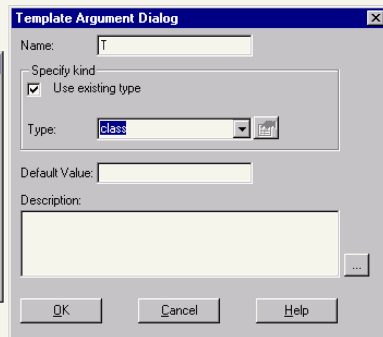 Template Argument Dialog
Name: T
Specify kind
Use existing type
Type: class
Default Value:
Description:
...
OK Cancel Help